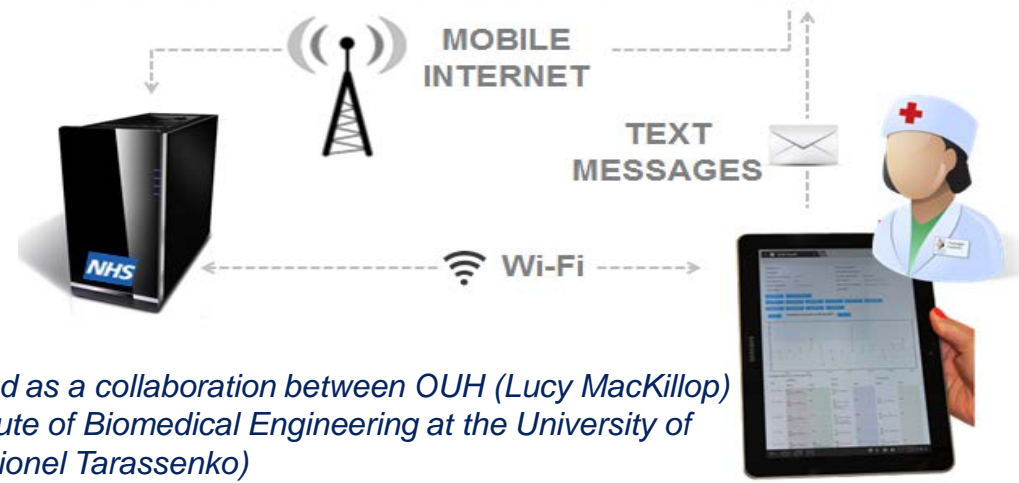 MOBILE
INTERNET
TEXT
MESSAGES
NHS
Wi-Fi
SAMSUNG
d as a collaboration between OUH (Lucy MacKillop)
ute of Biomedical Engineering at the University of
ionel Tarassenko)